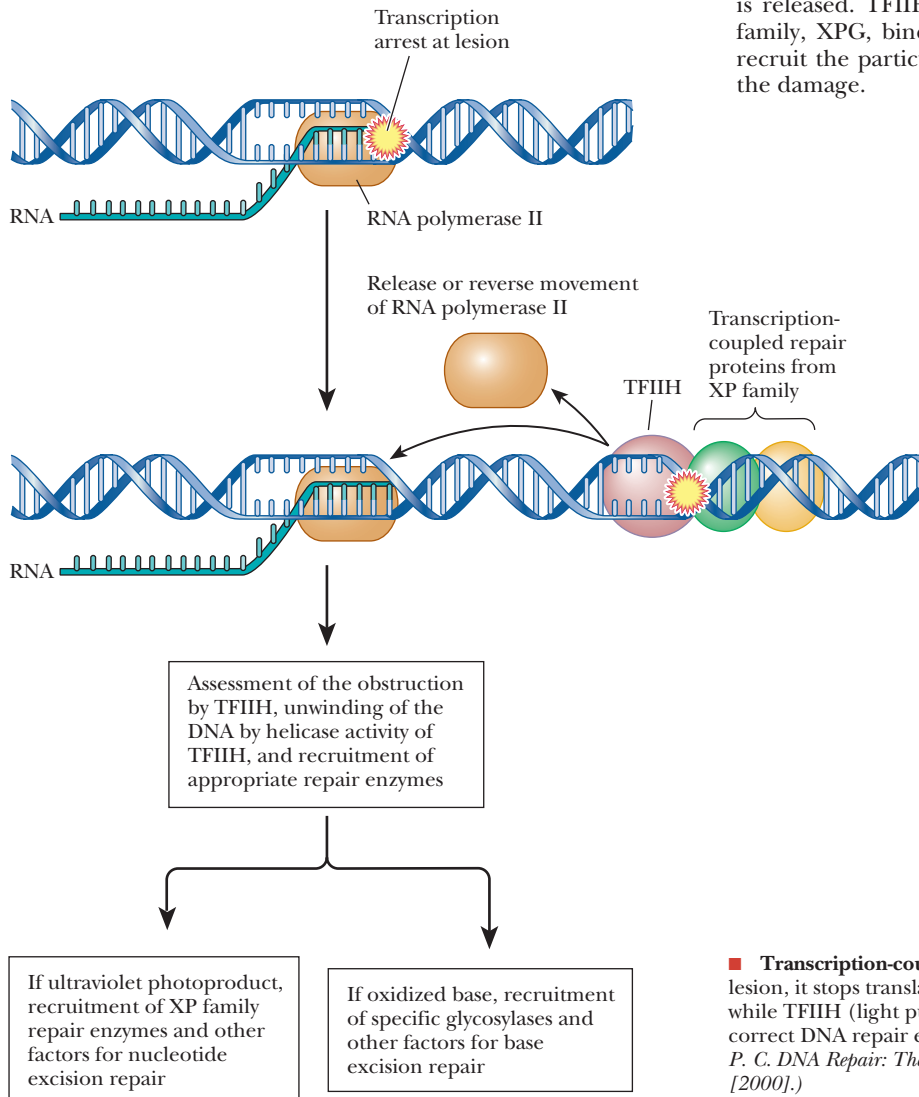 is released. TFIIH
family, XPG, bind
recruit the particu
the damage.
Transcription
arrest at lesion
RNA
RNA polymerase II
Release or reverse movement
of RNA polymerase II
Transcription-
coupled repair
proteins from
XP family
TFIIH
RNA
Assessment of the obstruction
by TFIIH, unwinding of the
DNA by helicase activity of
TFIIH, and recruitment of
appropriate repair enzymes
If ultraviolet photoproduct,
recruitment of XP family
repair enzymes and other
factors for nucleotide
excision repair
If oxidized base, recruitment
of specific glycosylases and
other factors for base
excision repair
■ Transcription-cou
lesion, it stops transla
while TFIIH (light pu
correct DNA repair e
P. C. DNA Repair: The
[2000].)